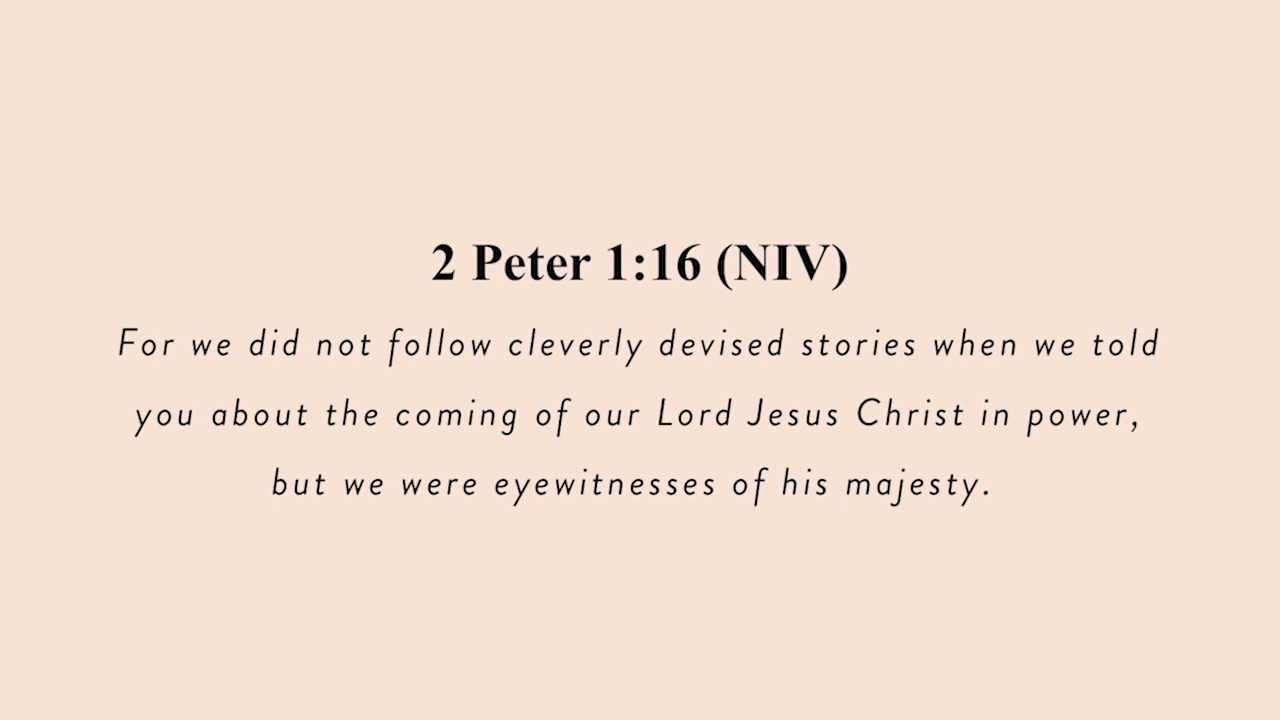 2 Peter 1:16 (NIV)
For we did not follow cleverly devised stories when we told
you about the coming of our Lord Jesus Christ in power,
but we were eyewitnesses of his majesty.